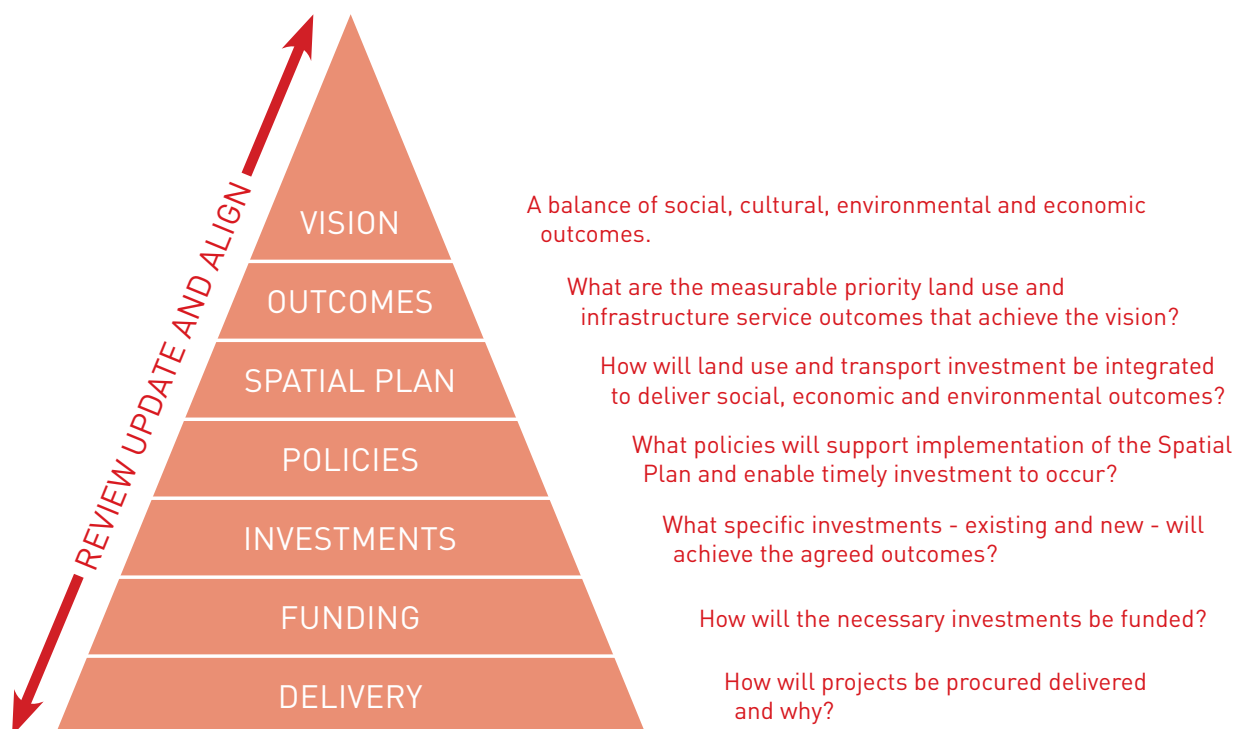 REVIEW UPDATE AND ALIGN
VISION
A balance of social, cultural, environmental and economic
outcomes.
OUTCOMES
What are the measurable priority land use and
infrastructure service outcomes that achieve the vision?
SPATIAL PLAN
How will land use and transport investment be integrated
to deliver social, economic and environmental outcomes?
POLICIES
What policies will support implementation of the Spatial
Plan and enable timely investment to occur?
INVESTMENTS
What specific investments - existing and new - will
achieve the agreed outcomes?
FUNDING
How will the necessary investments be funded?
DELIVERY
How will projects be procured delivered
and why?